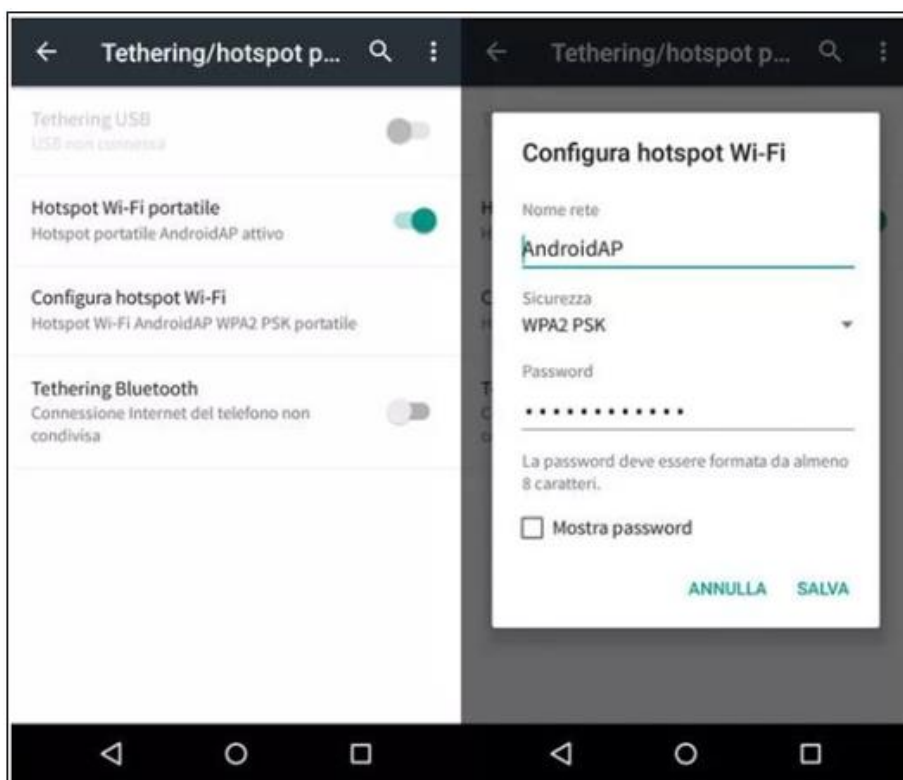 Tethering/hotspot p...
Tethering USB
USB non connessa
Hotspot Wi-Fi portatile
Hotspot portatile AndroidAP attivo
Configura hotspot Wi-Fi
Hotspot Wi-Fi AndroidAP WPA2 PSK portatile
Tethering Bluetooth
Connessione Internet del telefono non
condivisa
Tethering/hotspot p...
Configura hotspot Wi-Fi
Nome rete
AndroidAP
Sicurezza
WPA2 PSK
Password
••••••••••••
La password deve essere formata da almeno
8 caratteri.
Mostra password
ANNULLA SALVA